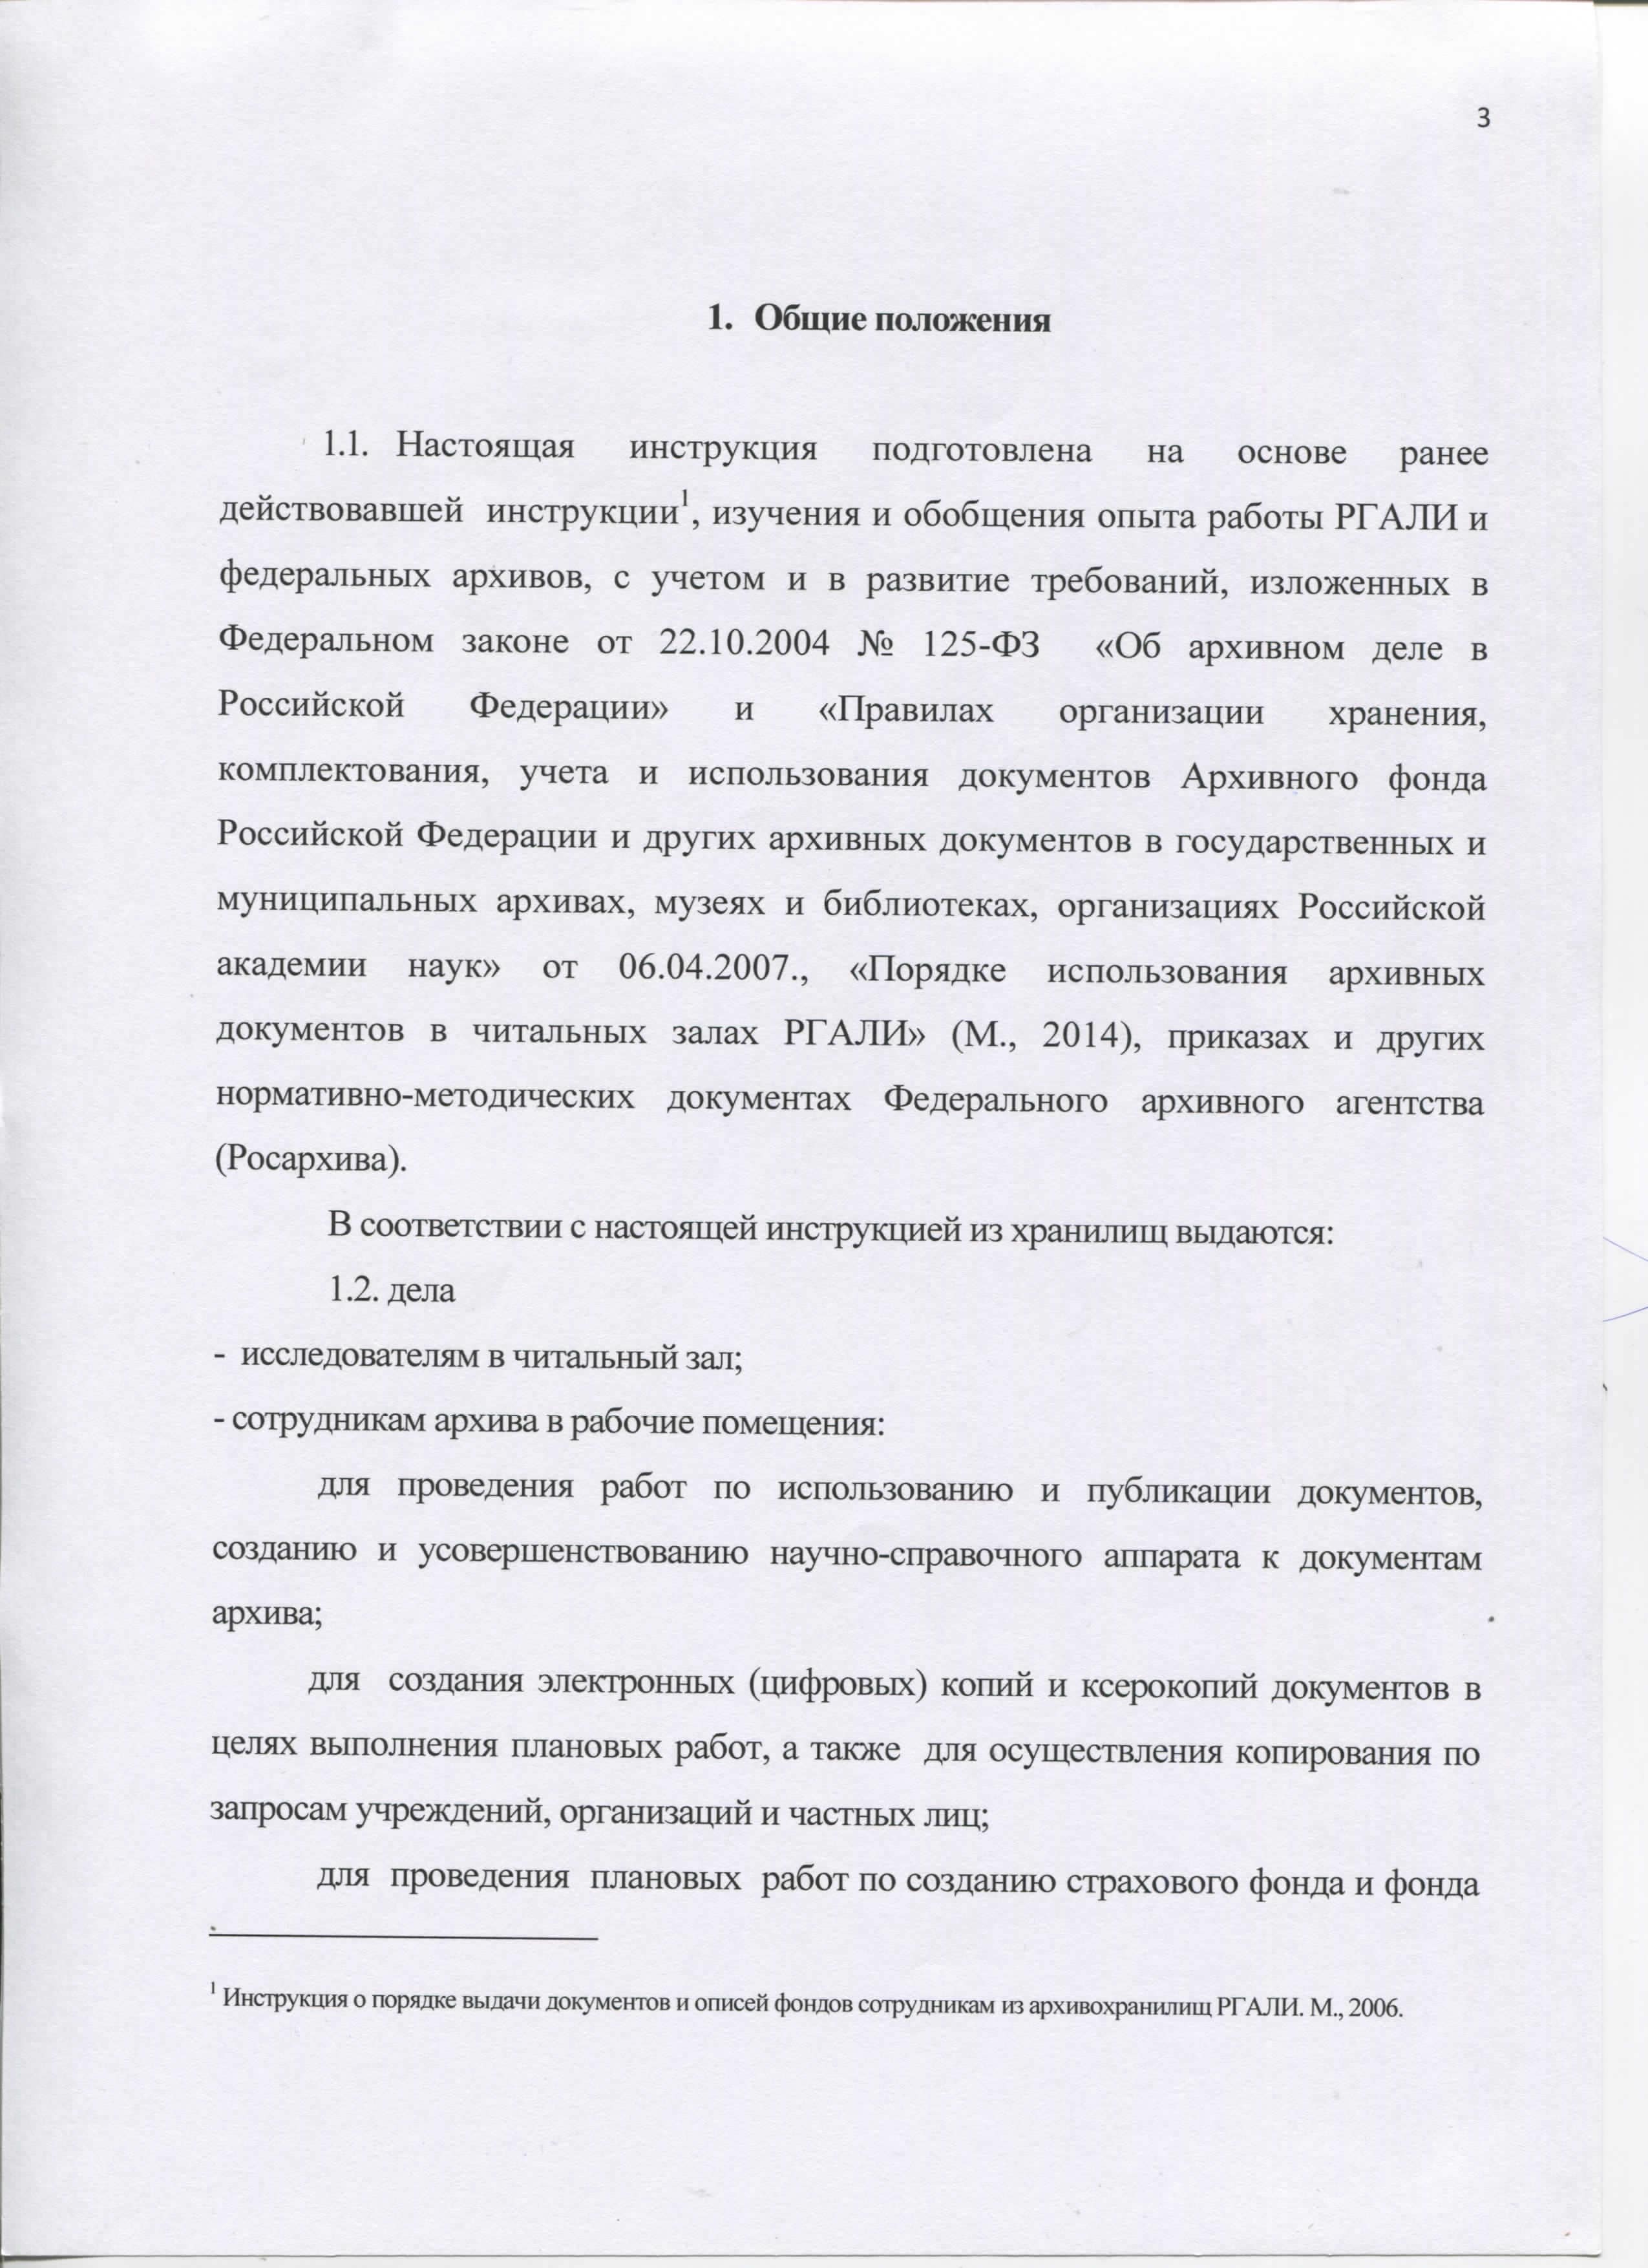 3
1. Общие положения
1.1. Настоящая инструкция подготовлена на основе ранее
действовавшей инструкции¹, изучения и обобщения опыта работы РГАЛИ и
федеральных архивов, с учетом и в развитие требований, изложенных в
Федеральном законе от 22.10.2004 № 125-ФЗ «Об архивном деле в
Российской Федерации» и «Правилах организации хранения,
комплектования, учета и использования документов Архивного фонда
Российской Федерации и других архивных документов в государственных и
муниципальных архивах, музеях и библиотеках, организациях Российской
академии наук» от 06.04.2007., «Порядке использования архивных
документов в читальных залах РГАЛИ» (М., 2014), приказах и других
нормативно-методических документах Федерального архивного агентства
(Росархива).
В соответствии с настоящей инструкцией из хранилищ выдаются:
1.2. дела
- исследователям в читальный зал;
- сотрудникам архива в рабочие помещения:
для проведения работ по использованию и публикации документов,
созданию и усовершенствованию научно-справочного аппарата к документам
архива;
для создания электронных (цифровых) копий и ксерокопий документов в
целях выполнения плановых работ, а также для осуществления копирования по
запросам учреждений, организаций и частных лиц;
для проведения плановых работ по созданию страхового фонда и фонда
¹ Инструкция о порядке выдачи документов и описей фондов сотрудникам из архивохранилищ РГАЛИ. М., 2006.